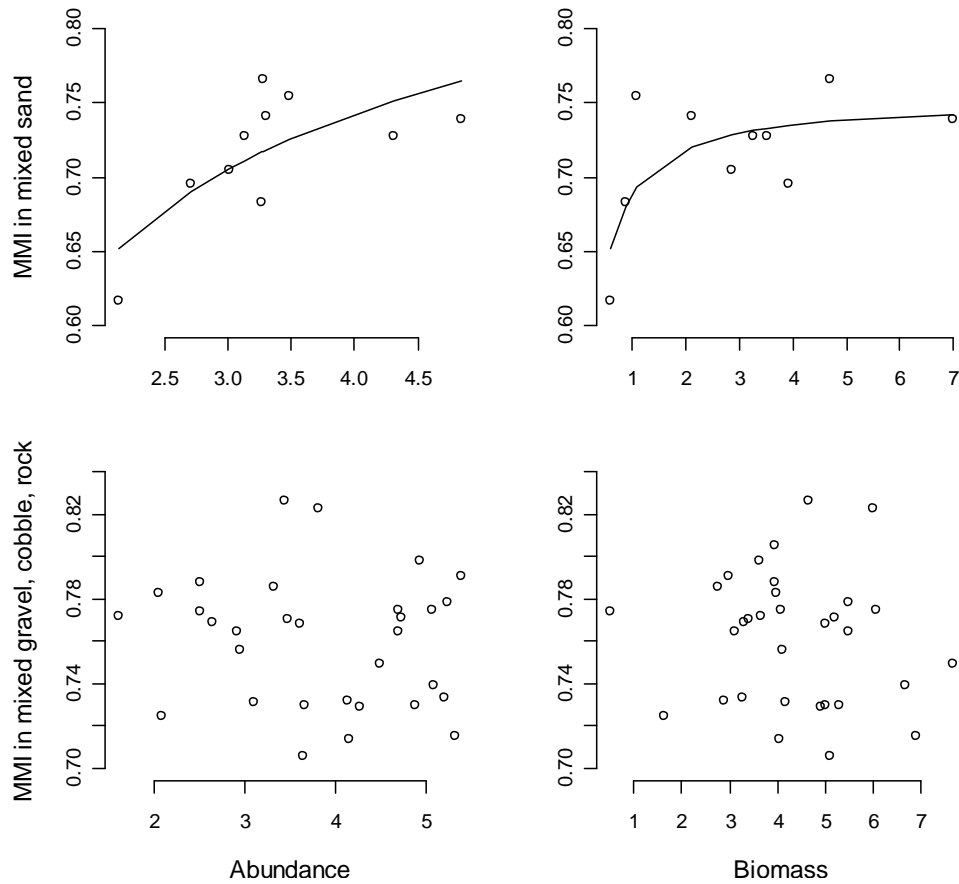 MMI in mixed sand
0.60 0.65 0.70 0.75 0.80
2.5 3.0 3.5 4.0 4.5
0.60 0.65 0.70 0.75 0.80
1 2 3 4 5 6 7
MMI in mixed gravel, cobble, rock
0.70 0.74 0.78 0.82
2 3 4 5
Abundance
0.70 0.74 0.78 0.82
1 2 3 4 5 6 7
Biomass